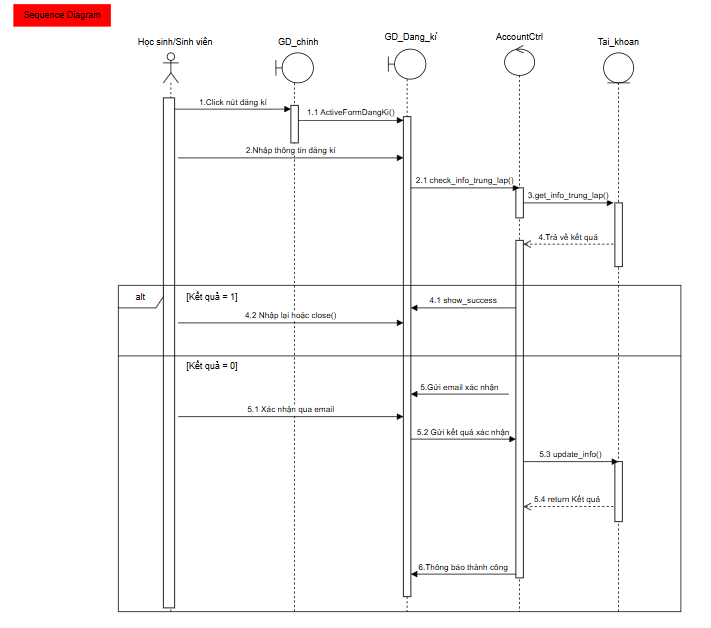 Sequence Diagram
Học sinh/Sinh viên
GD_chính
GD_Dang_kí
AccountCtrl
Tai_khoan
1.Click nút đăng kí
1.1 ActiveFormDangKi()
2.Nhập thông tin đăng kí
2.1 check_info_trung_lap()
3.get_info_trung_lap()
4.Trả về kết quả
alt
[Kết quả = 1]
4.1 show_success
4.2 Nhập lại hoặc close()
[Kết quả = 0]
5.Gửi email xác nhận
5.1 Xác nhận qua email
5.2 Gửi kết quả xác nhận
5.3 update_info()
5.4 return Kết quả
6.Thông báo thành công